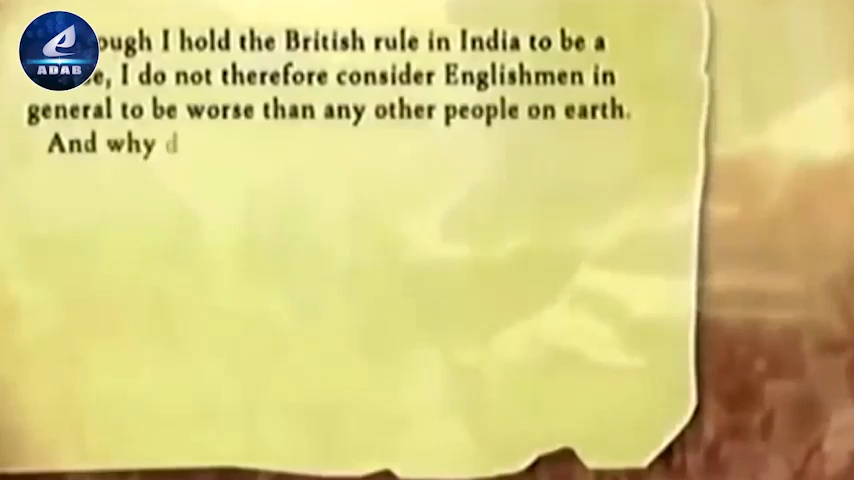 ADAB
I hold the British rule in India to be a
I do not therefore consider Englishmen in
general to be worse than any other people on earth.
And why d